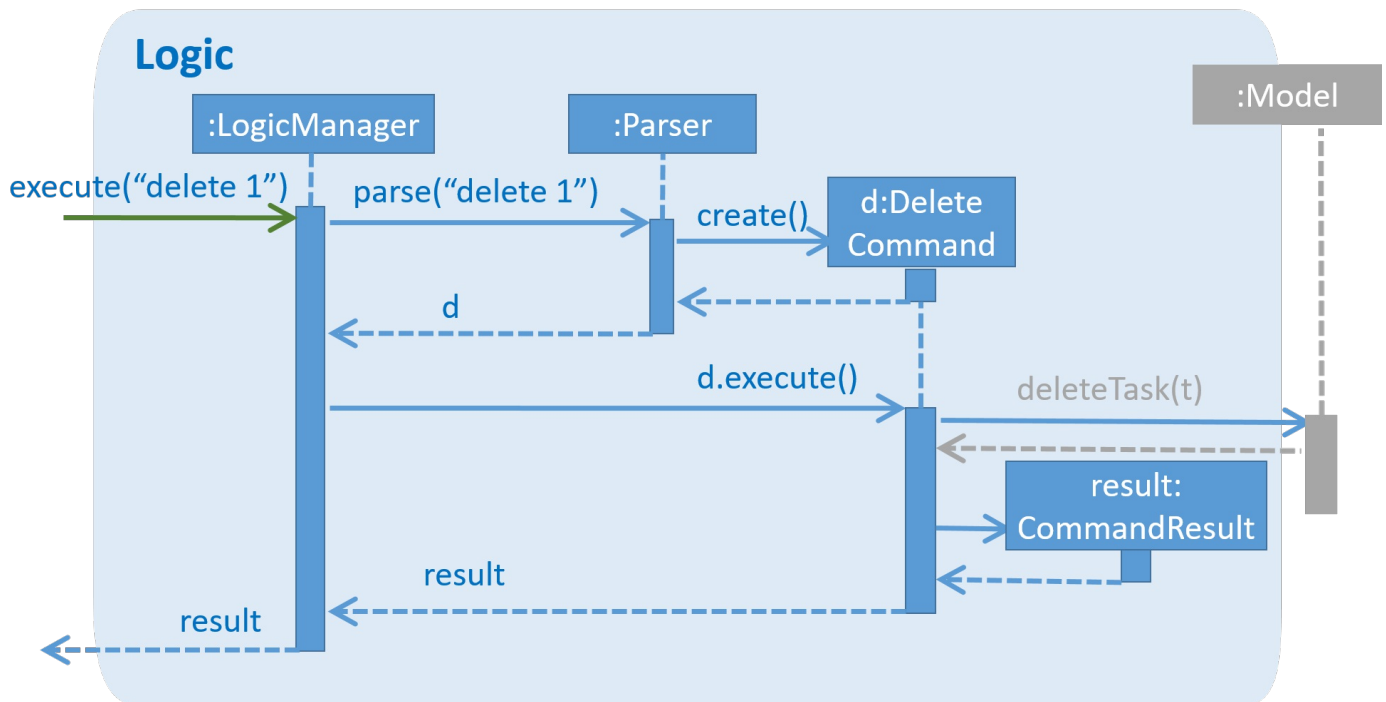 Logic
:Model
:LogicManager
:Parser
execute(“delete 1”)
parse(“delete 1”)
create()
d:Delete
Command
d
d.execute()
deleteTask(t)
result:
CommandResult
result
result